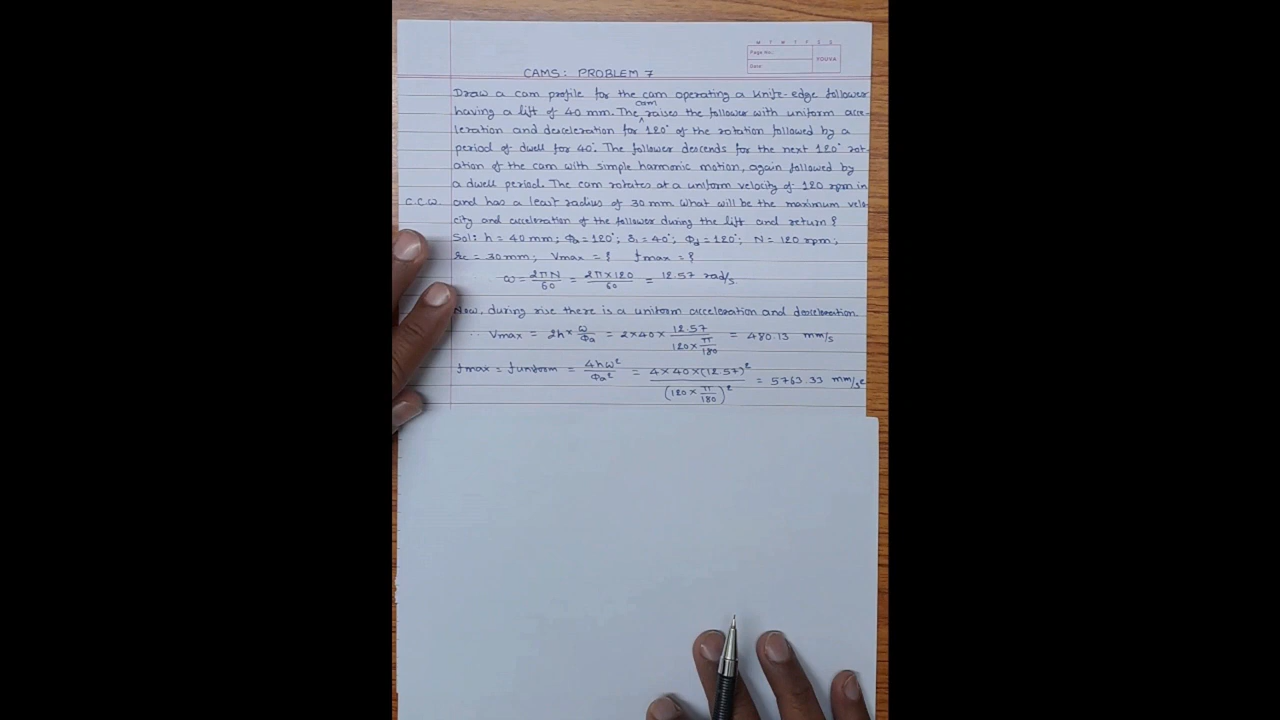 M T W T F S S
Page No.:
Date:
YOUVA
CAMS: PROBLEM 7
Draw a cam profile for the cam operating a knife-edge follower
having a lift of 40 mm. The cam raises the follower with uniform acce-
leration and desceleration for 120° of the rotation followed by a
period of dwell for 40°. The follower descends for the next 120° rot-
ation of the cam with simple harmonic motion, again followed by
a dwell period. The cam rotates at a uniform velocity of 120 rpm in
C.C.W. and has a least radius of 30 mm. What will be the maximum velo-
city and acceleration of the follower during the lift and return?
Sol: h = 40 mm; Φa = 120°; δ1 = 40°; Φd = 120°; N = 120 rpm;
rc = 30 mm; Vmax = ? fmax = ?
∴ ω = 2πN/60 = 2π×120/60 = 12.57 rad/s.
Now, during rise there is a uniform acceleration and desceleration
∴ Vmax = 2h × ω/Φa = 2×40× 12.57/(120×π/180) = 480.13 mm/s
fmax = funiform = 4hω²/Φa² = 4×40×(12.57)²/(120×π/180)² = 5763.33 mm/s²